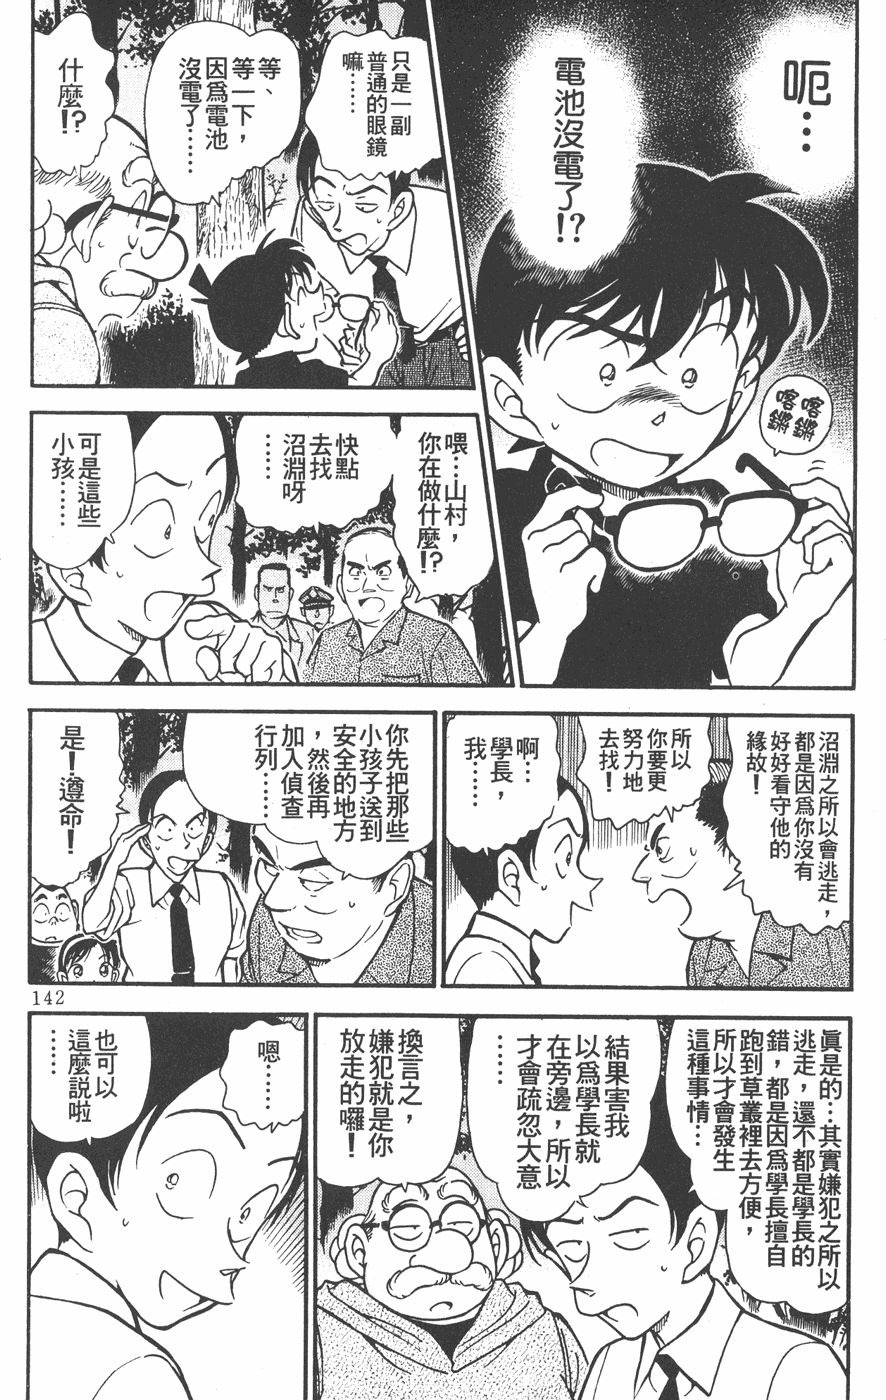 呃…
電池沒電了!?
喀鏘
喀鏘
只是一副
普通的眼鏡
嘛……
等、
等一下，
因為電池
沒電了……
什麼!?
喂…山村，
你在做什麼!?
快點
去找
沼淵呀
……
可是這些
小孩……
沼淵之所以會逃走，
都是因為你沒有
好好看守他的
緣故！
所以
你要更
努力地
去找！
啊…
學長，
我…
你先把那些
小孩子送到
安全的地方
，然後再
加入偵查
行列……
是！遵命！
142
真是的…其實嫌犯之所以
逃走，還不都是學長的
錯，都是因為學長擅自
跑到草叢裡去方便，
所以才會發生
這種事情…
結果害我
以為學長就
在旁邊，所以
才會疏忽大意
……
換言之，
嫌犯就是你
放走的囉！
嗯……
也可以
這麼說啦
……